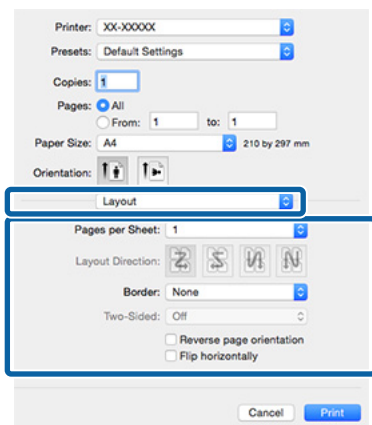 Printer: XX-XXXXX
Presets: Default Settings
Copies: 1
Pages: All
From: 1 to: 1
Paper Size: A4 210 by 297 mm
Orientation:
Layout
Pages per Sheet: 1
Layout Direction:
Border: None
Two-Sided: Off
Reverse page orientation
Flip horizontally
Cancel Print